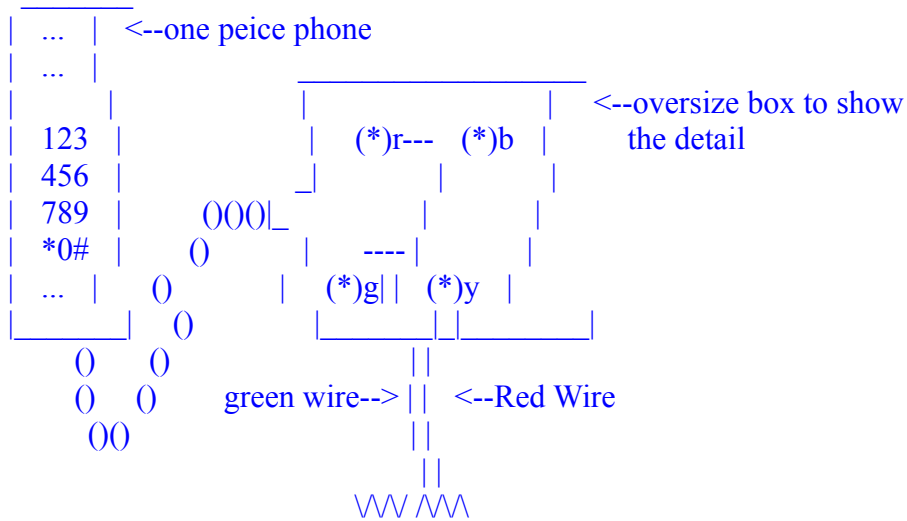 ... <--one peice phone
...
<--oversize box to show
123 (*)r--- (*)b the detail
456
789 ()()()
*0# () ----
... () (*)g (*)y
()
() ()
() () green wire--> <--Red Wire
()()